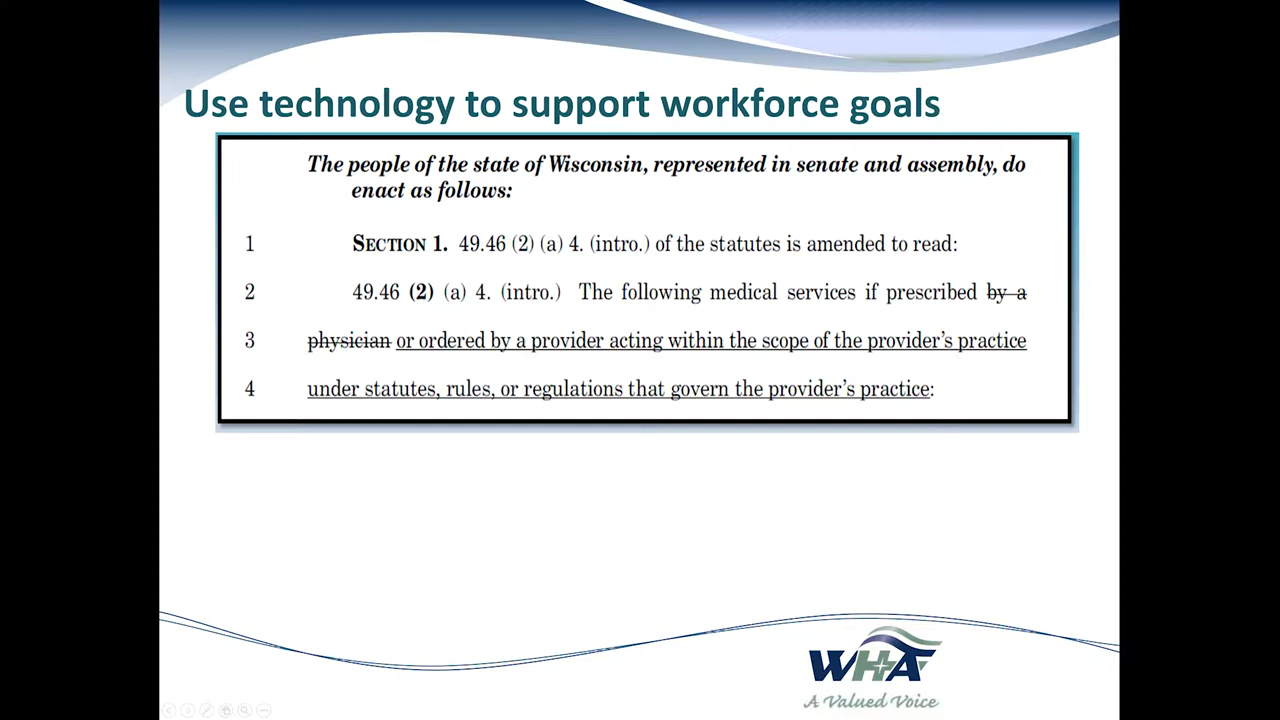 Use technology to support workforce goals
The people of the state of Wisconsin, represented in senate and assembly, do
enact as follows:
1 SECTION 1. 49.46 (2) (a) 4. (intro.) of the statutes is amended to read:
2 49.46 (2) (a) 4. (intro.) The following medical services if prescribed by a
3 physician or ordered by a provider acting within the scope of the provider's practice
4 under statutes, rules, or regulations that govern the provider's practice:
WHA
A Valued Voice